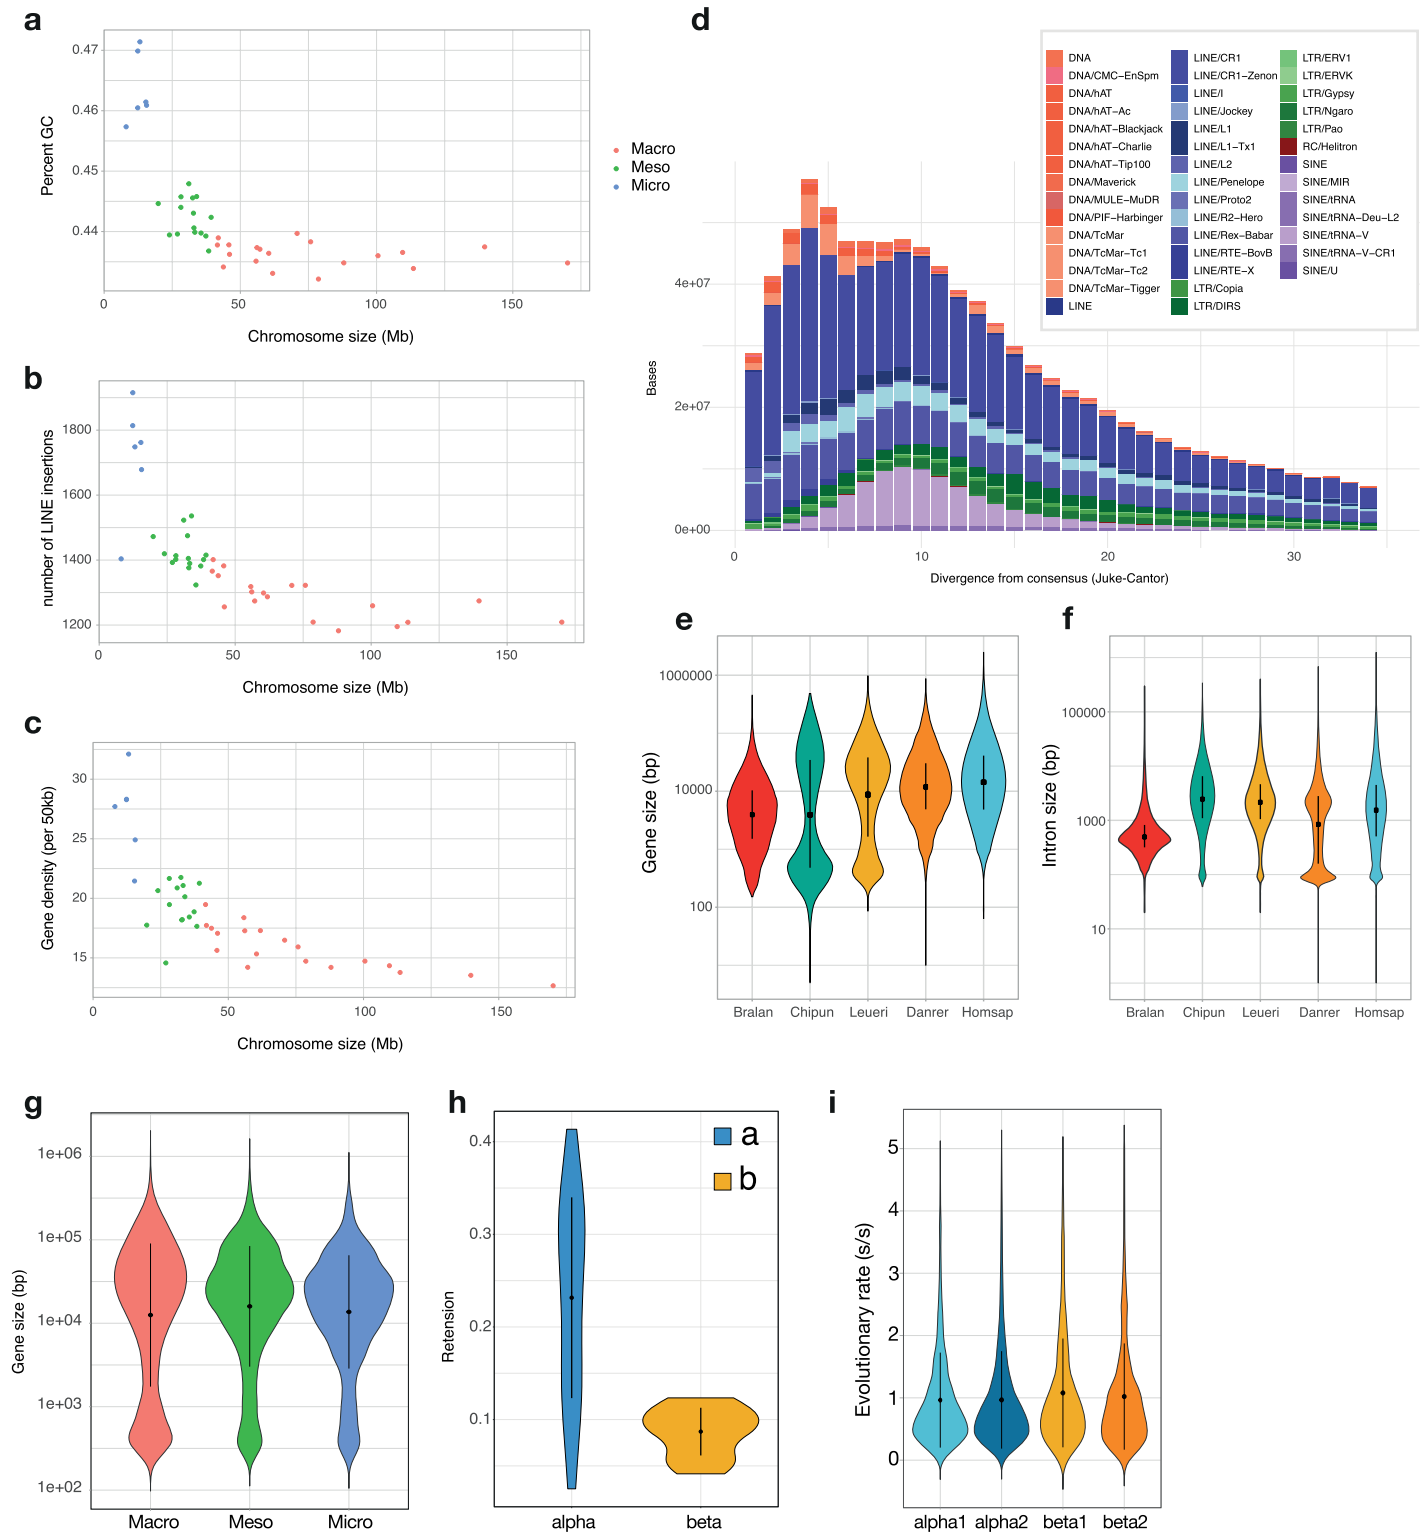 a
0.47
0.46
0.45
0.44
Percent GC
0
50
100
150
Chromosome size (Mb)
Macro
Meso
Micro
b
1800
1600
1400
1200
number of LINE insertions
0
50
100
150
Chromosome size (Mb)
c
30
25
20
15
Gene density (per 50kb)
0
50
100
150
Chromosome size (Mb)
d
DNA
DNA/CMC−EnSpm
DNA/hAT
DNA/hAT−Ac
DNA/hAT−Blackjack
DNA/hAT−Charlie
DNA/hAT−Tip100
DNA/Maverick
DNA/MULE−MuDR
DNA/PIF−Harbinger
DNA/TcMar
DNA/TcMar−Tc1
DNA/TcMar−Tc2
DNA/TcMar−Tigger
LINE
LINE/CR1
LINE/CR1−Zenon
LINE/I
LINE/Jockey
LINE/L1
LINE/L1−Tx1
LINE/L2
LINE/Penelope
LINE/Proto2
LINE/R2−Hero
LINE/Rex−Babar
LINE/RTE−BovB
LINE/RTE−X
LTR/Copia
LTR/DIRS
LTR/ERV1
LTR/ERVK
LTR/Gypsy
LTR/Ngaro
LTR/Pao
RC/Helitron
SINE
SINE/MIR
SINE/tRNA
SINE/tRNA−Deu−L2
SINE/tRNA−V
SINE/tRNA−V−CR1
SINE/U
4e+07
2e+07
0e+00
Bases
0
10
20
30
Divergence from consensus (Juke−Cantor)
e
1000000
10000
100
Gene size (bp)
Bralan
Chipun
Leueri
Danrer
Homsap
f
100000
1000
10
Intron size (bp)
Bralan
Chipun
Leueri
Danrer
Homsap
g
1e+06
1e+05
1e+04
1e+03
1e+02
Gene size (bp)
Macro
Meso
Micro
h
a
b
0.4
0.3
0.2
0.1
Retension
alpha
beta
i
5
4
3
2
1
0
Evolutionary rate (s/s)
alpha1
alpha2
beta1
beta2